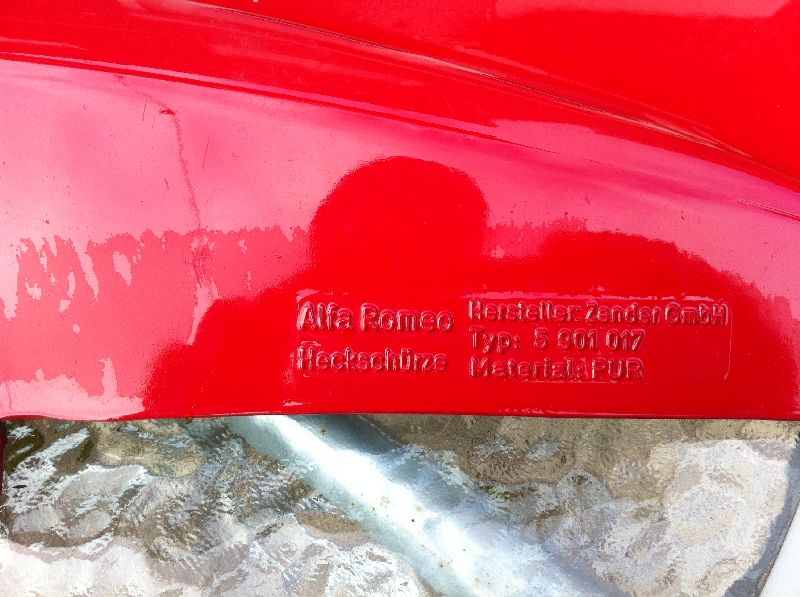 Alfa Romeo
Heckschürze
Hersteller: Zender GmbH
Typ: 5 901 017
Material: PUR